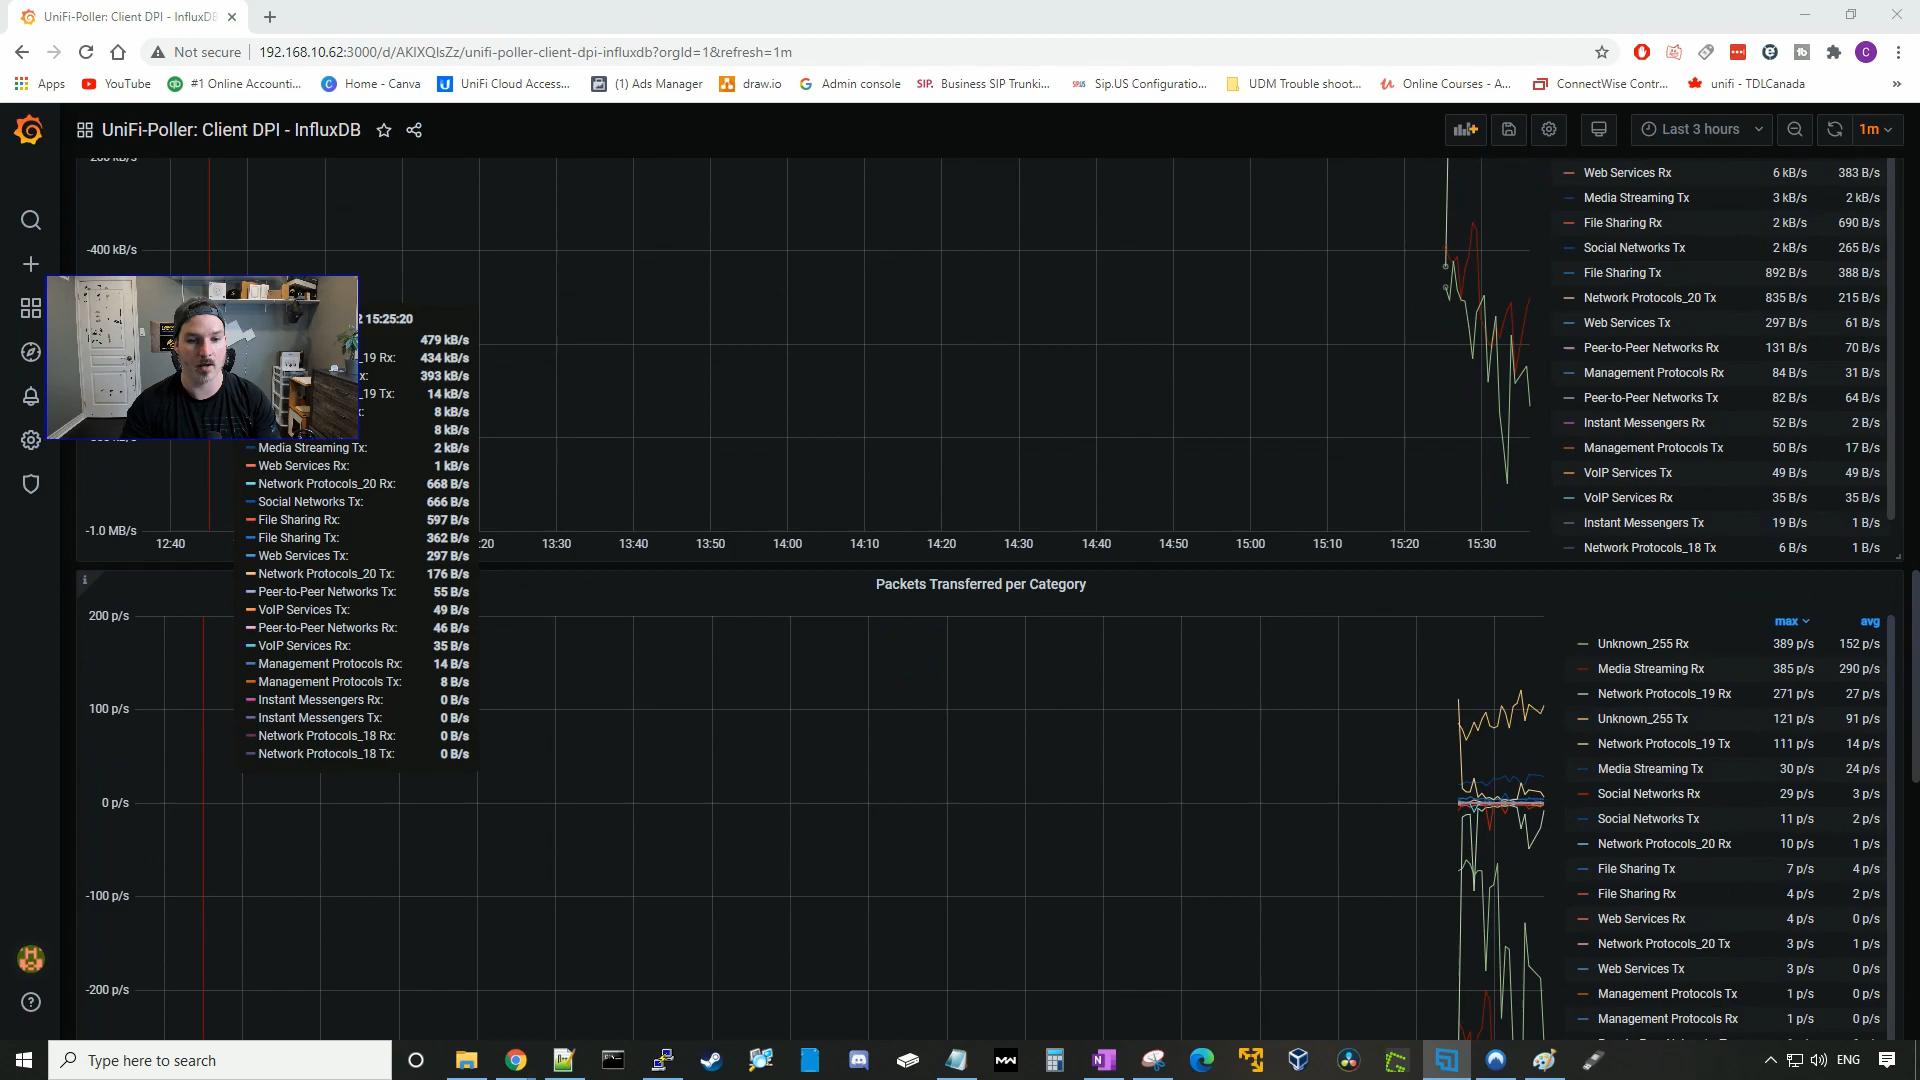 UniFi-Poller: Client DPI - InfluxDB
Not secure
192.168.10.62:3000/d/AKIXQlsZz/unifi-poller-client-dpi-influxdb?orgId=1&refresh=1m
C
Apps YouTube #1 Online Accounti... Home - Canva UniFi Cloud Access... (1) Ads Manager draw.io Admin console SIP. Business SIP Trunki... Sip.US Configuratio... UDM Trouble shoot... Online Courses - A... ConnectWise Contr... unifi - TDLCanada »
UniFi-Poller: Client DPI - InfluxDB
Last 3 hours
1m
-400 kB/s
-1.0 MB/s
12:40 :20 13:30 13:40 13:50 14:00 14:10 14:20 14:30 14:40 14:50 15:00 15:10 15:20 15:30
Web Services Rx 6 kB/s 383 B/s
Media Streaming Tx 3 kB/s 2 kB/s
File Sharing Rx 2 kB/s 690 B/s
Social Networks Tx 2 kB/s 265 B/s
File Sharing Tx 892 B/s 388 B/s
Network Protocols_20 Tx 835 B/s 215 B/s
Web Services Tx 297 B/s 61 B/s
Peer-to-Peer Networks Rx 131 B/s 70 B/s
Management Protocols Rx 84 B/s 31 B/s
Peer-to-Peer Networks Tx 82 B/s 64 B/s
Instant Messengers Rx 52 B/s 2 B/s
Management Protocols Tx 50 B/s 17 B/s
VoIP Services Tx 49 B/s 49 B/s
VoIP Services Rx 35 B/s 35 B/s
Instant Messengers Tx 19 B/s 1 B/s
Network Protocols_18 Tx 6 B/s 1 B/s
15:25:20
479 kB/s
_19 Rx: 434 kB/s
x: 393 kB/s
_19 Tx: 14 kB/s
8 kB/s
8 kB/s
Media Streaming Tx: 2 kB/s
Web Services Rx: 1 kB/s
Network Protocols_20 Rx: 668 B/s
Social Networks Tx: 666 B/s
File Sharing Rx: 597 B/s
File Sharing Tx: 362 B/s
Web Services Tx: 297 B/s
Network Protocols_20 Tx: 176 B/s
Peer-to-Peer Networks Tx: 55 B/s
VoIP Services Tx: 49 B/s
Peer-to-Peer Networks Rx: 46 B/s
VoIP Services Rx: 35 B/s
Management Protocols Rx: 14 B/s
Management Protocols Tx: 8 B/s
Instant Messengers Rx: 0 B/s
Instant Messengers Tx: 0 B/s
Network Protocols_18 Rx: 0 B/s
Network Protocols_18 Tx: 0 B/s
Packets Transferred per Category
200 p/s
100 p/s
0 p/s
-100 p/s
-200 p/s
max avg
Unknown_255 Rx 389 p/s 152 p/s
Media Streaming Rx 385 p/s 290 p/s
Network Protocols_19 Rx 271 p/s 27 p/s
Unknown_255 Tx 121 p/s 91 p/s
Network Protocols_19 Tx 111 p/s 14 p/s
Media Streaming Tx 30 p/s 24 p/s
Social Networks Rx 29 p/s 3 p/s
Social Networks Tx 11 p/s 2 p/s
Network Protocols_20 Rx 10 p/s 1 p/s
File Sharing Tx 7 p/s 4 p/s
File Sharing Rx 4 p/s 2 p/s
Web Services Rx 4 p/s 0 p/s
Network Protocols_20 Tx 3 p/s 1 p/s
Web Services Tx 3 p/s 0 p/s
Management Protocols Tx 1 p/s 0 p/s
Management Protocols Rx 1 p/s 0 p/s
Type here to search
ENG